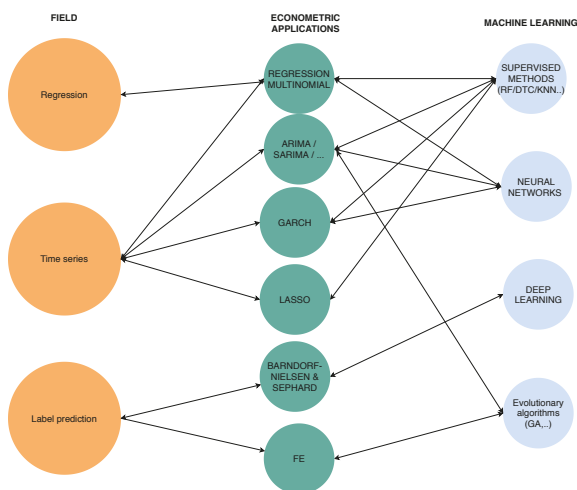 FIELD
ECONOMETRIC
APPLICATIONS
MACHINE LEARNING
Regression
REGRESSION
MULTINOMIAL
SUPERVISED
METHODS
(RF/DTC/KNN..)
ARIMA /
SARIMA / ...
NEURAL
NETWORKS
GARCH
Time series
LASSO
DEEP
LEARNING
BARNDORF-
NIELSEN &
SEPHARD
Label prediction
Evolutionary
algorithms
(GA,..)
FE